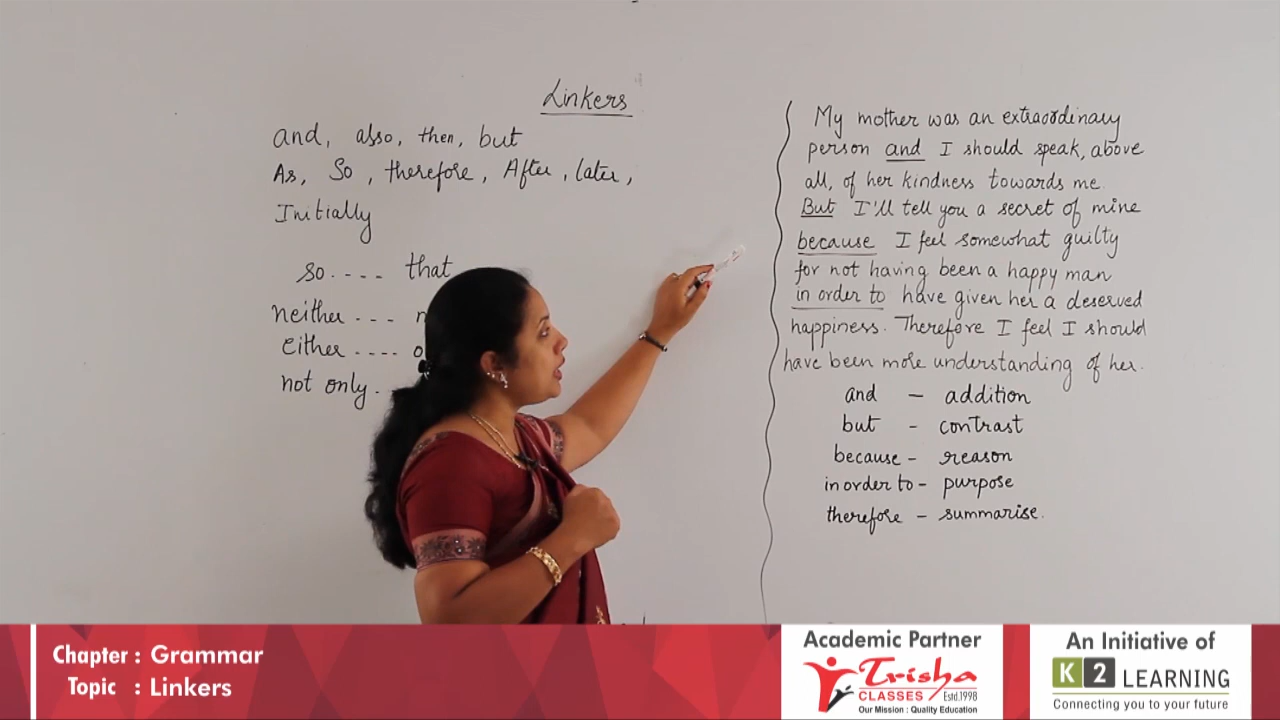 Linkers
and, also, then, but
As, So, therefore, After, later,
Initially
so .... that
neither ...
either ....
not only.
My mother was an extraordinary
person and I should speak, above
all, of her kindness towards me.
But I'll tell you a secret of mine
because I feel somewhat guilty
for not having been a happy man
in order to have given her a deserved
happiness. Therefore I feel I should
have been more understanding of her.
and - addition
but - contrast
because - reason
in order to - purpose
therefore - summarise.
Chapter : Grammar
Topic : Linkers
Academic Partner
Trisha
CLASSES Estd.1998
Our Mission : Quality Education
An Initiative of
K2 LEARNING
Connecting you to your future